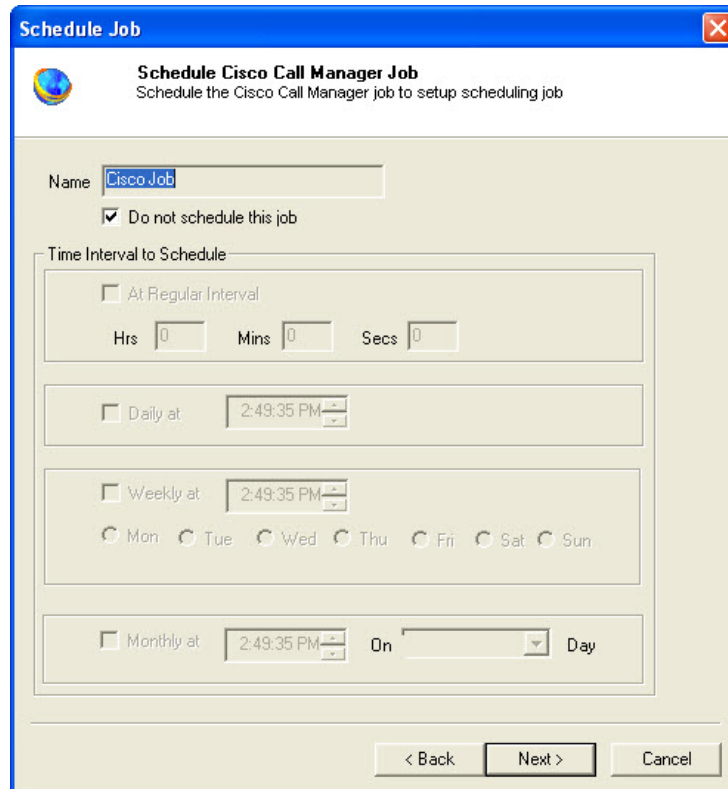 Schedule Job
Schedule Cisco Call Manager Job
Schedule the Cisco Call Manager job to setup scheduling job
Name Cisco Job
Do not schedule this job
Time Interval to Schedule
At Regular Interval
Hrs 0 Mins 0 Secs 0
Daily at 2:49:35 PM
Weekly at 2:49:35 PM
Mon Tue Wed Thu Fri Sat Sun
Monthly at 2:49:35 PM On Day
< Back Next > Cancel